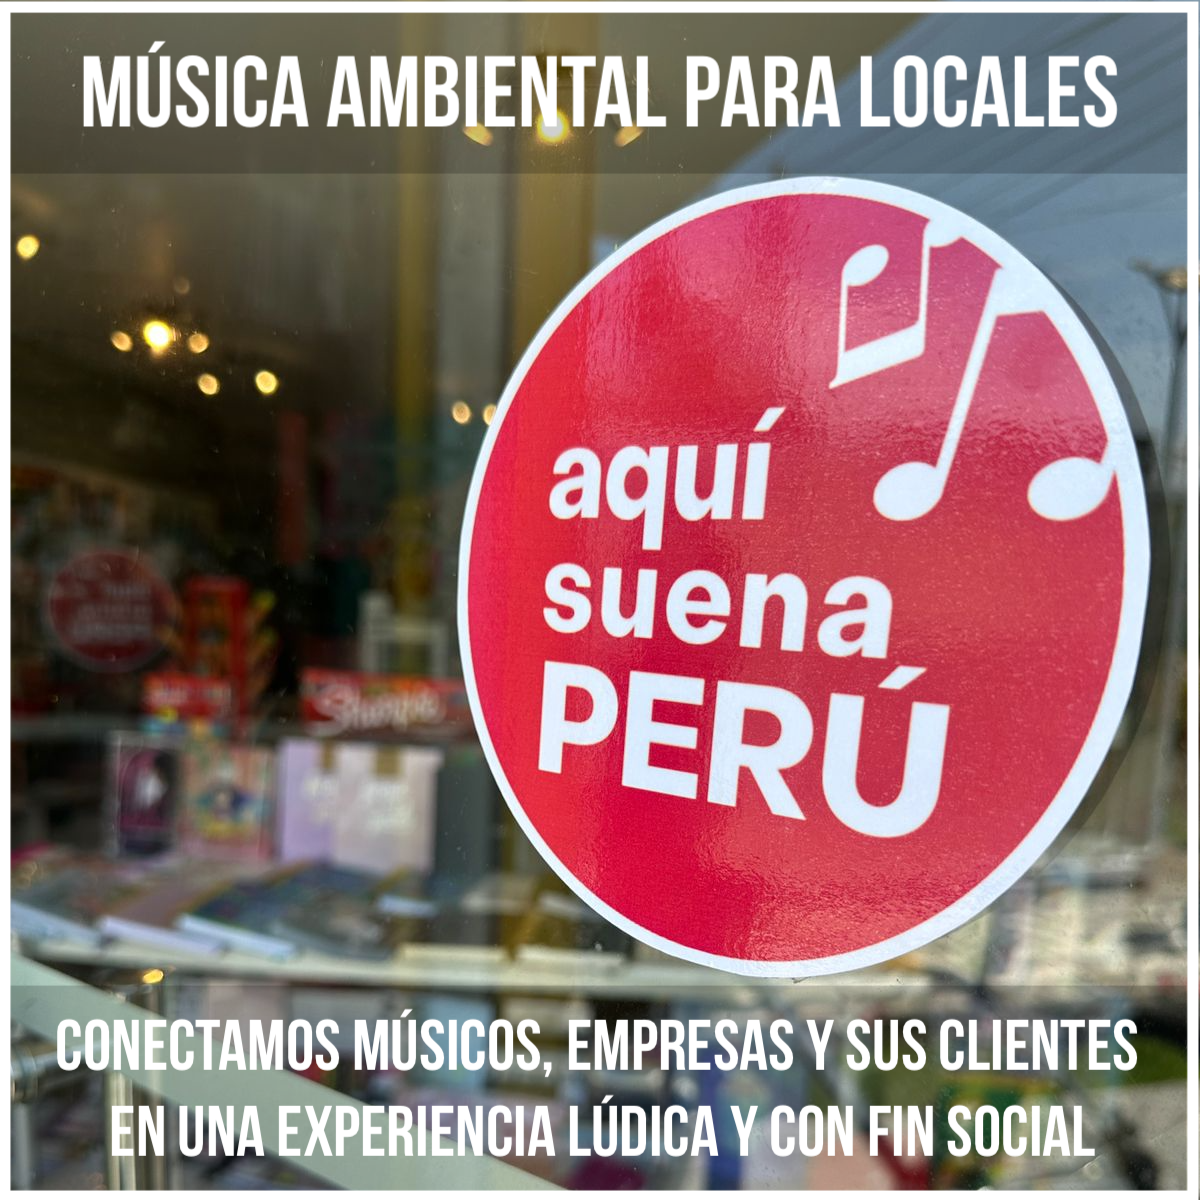 MÚSICA AMBIENTAL PARA LOCALES
aquí
suena
PERÚ
Sharpie
CONECTAMOS MÚSICOS, EMPRESAS Y SUS CLIENTES
EN UNA EXPERIENCIA LÚDICA Y CON FIN SOCIAL